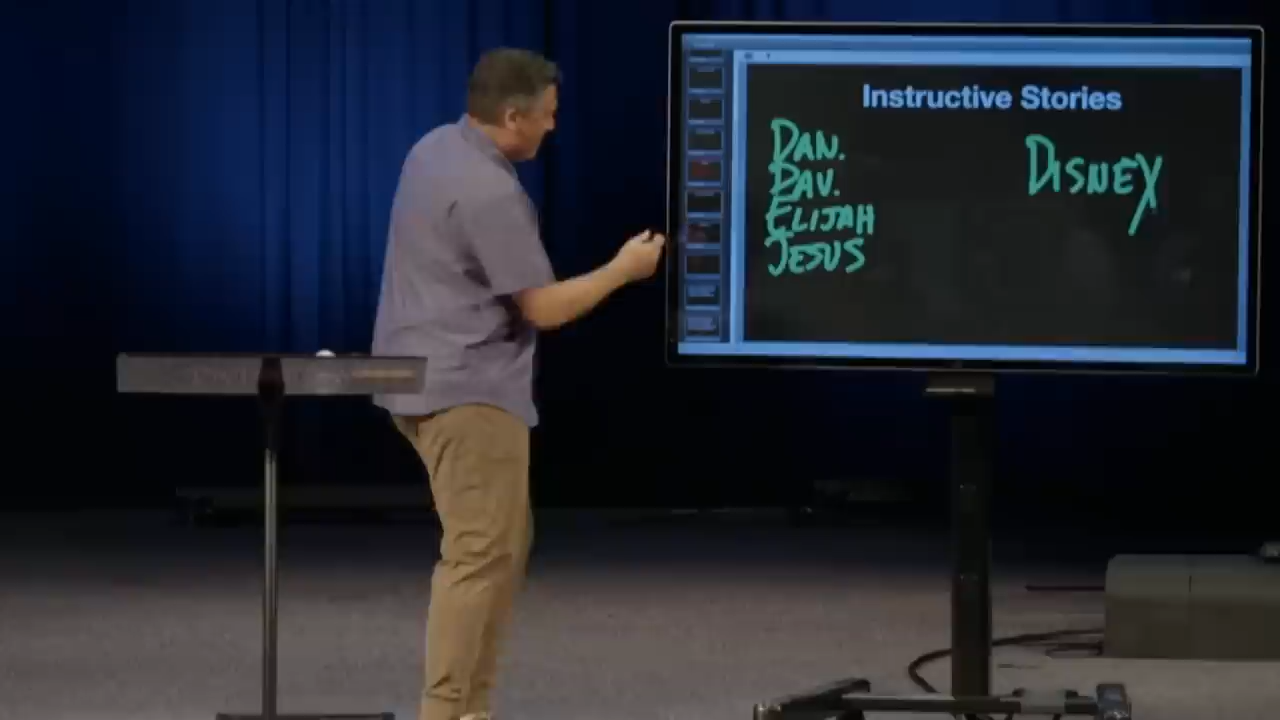 Instructive Stories
DAN.
DAV.
ELIJAH
JESUS
DISNEY